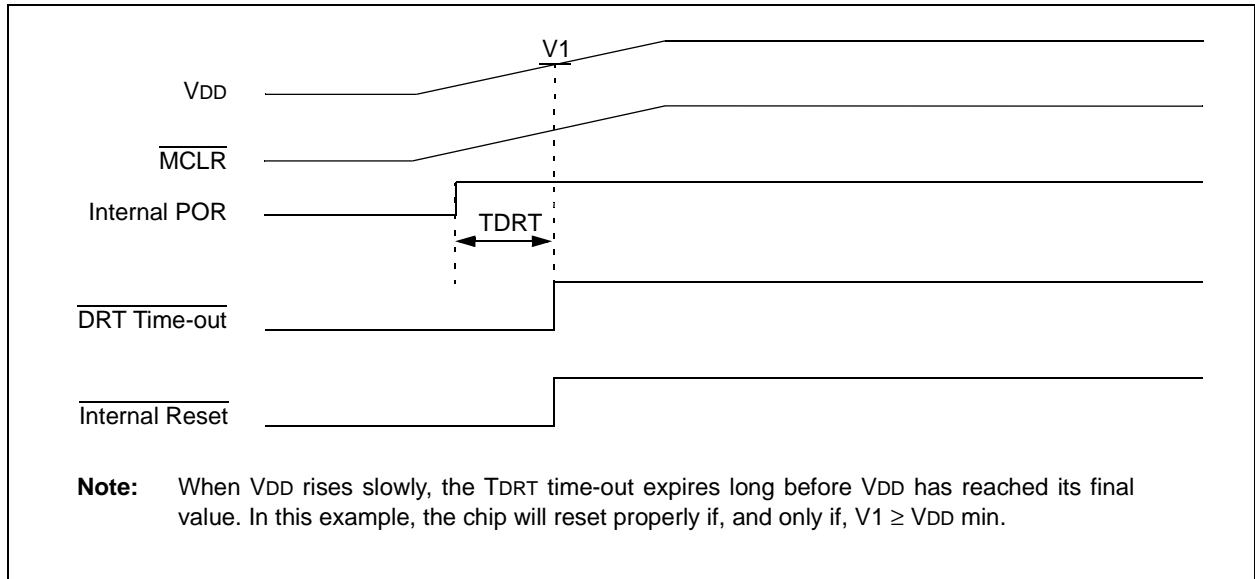 V1
VDD
MCLR
Internal POR
TDRT
DRT Time-out
Internal Reset
Note: When VDD rises slowly, the TDRT time-out expires long before VDD has reached its final
value. In this example, the chip will reset properly if, and only if, V1 ≥ VDD min.